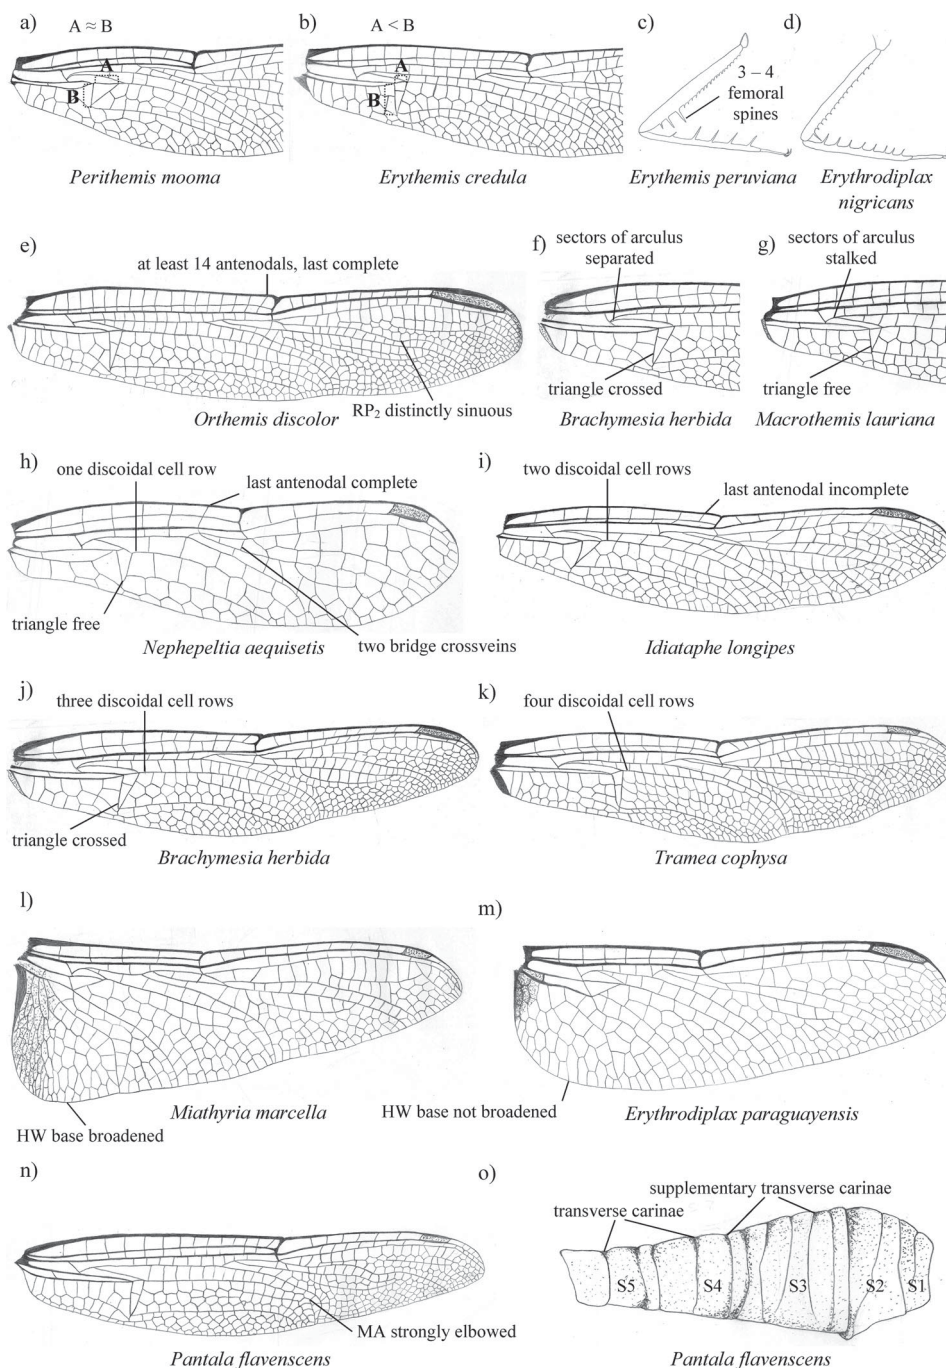 a)
A ≈ B
A
B
Perithemis mooma
b)
A < B
A
B
Erythemis credula
c)
3 – 4
femoral
spines
Erythemis peruviana
d)
Erythrodiplax
nigricans
e)
at least 14 antenodals, last complete
RP2 distinctly sinuous
Orthemis discolor
f)
sectors of arculus
separated
triangle crossed
Brachymesia herbida
g)
sectors of arculus
stalked
triangle free
Macrothemis lauriana
h)
one discoidal cell row
last antenodal complete
triangle free
two bridge crossveins
Nephepeltia aequisetis
i)
two discoidal cell rows
last antenodal incomplete
Idiataphe longipes
j)
three discoidal cell rows
triangle crossed
Brachymesia herbida
k)
four discoidal cell rows
Tramea cophysa
l)
Miathyria marcella
HW base broadened
m)
HW base not broadened
Erythrodiplax paraguayensis
n)
MA strongly elbowed
Pantala flavenscens
o)
supplementary transverse carinae
transverse carinae
S5
S4
S3
S2
S1
Pantala flavenscens